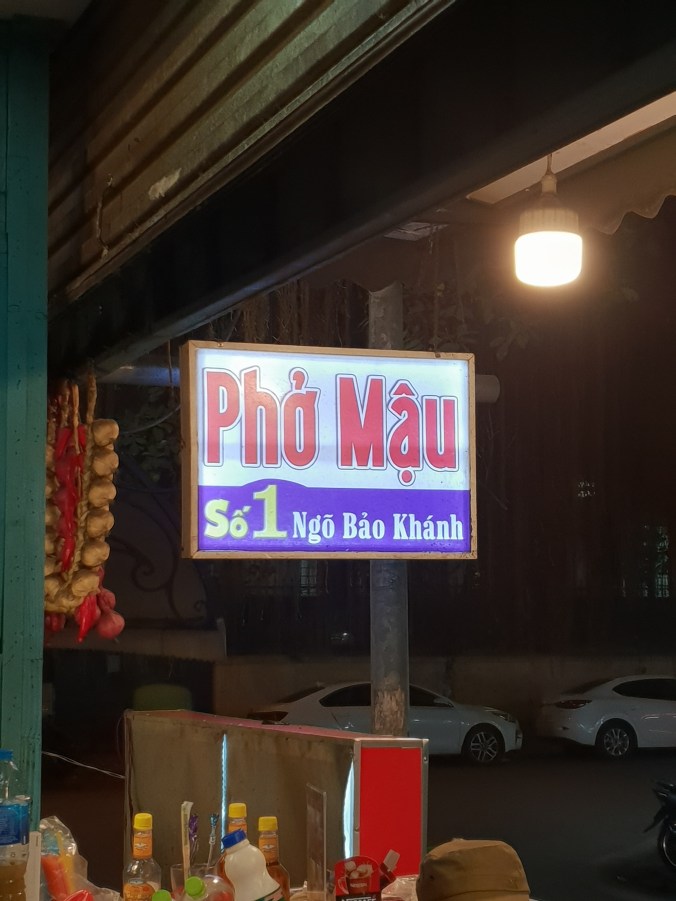 Phở Mậu
Số 1 Ngõ Bảo Khánh